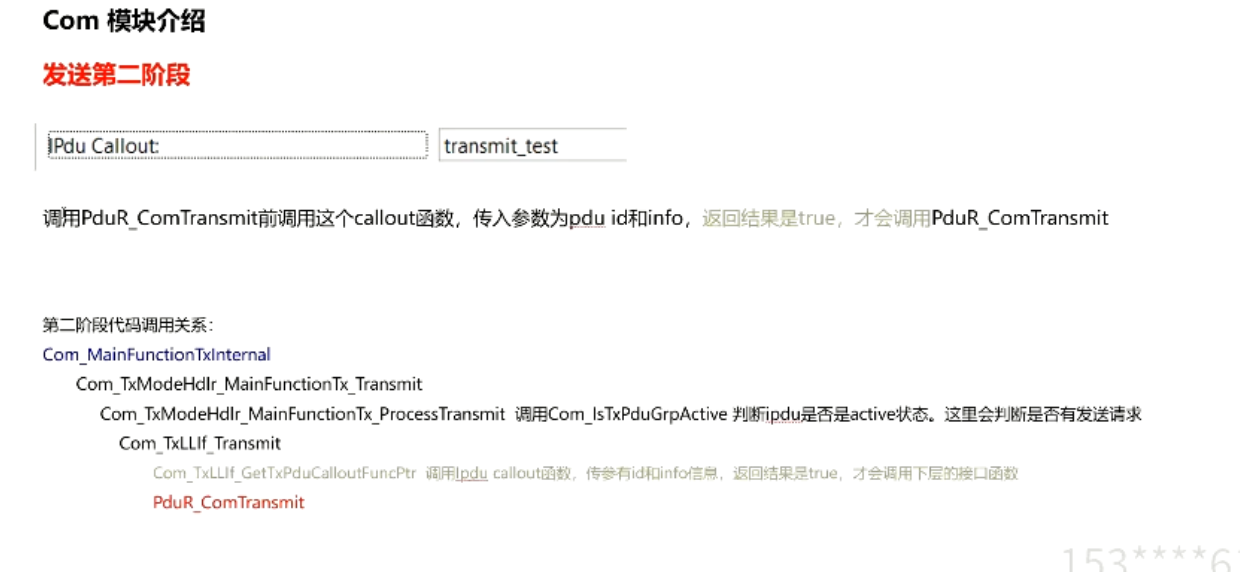 Com 模块介绍
发送第二阶段
IPdu Callout: transmit_test
调用PduR_ComTransmit前调用这个callout函数，传入参数为pdu id和info，返回结果是true，才会调用PduR_ComTransmit
第二阶段代码调用关系：
Com_MainFunctionTxInternal
Com_TxModeHdlr_MainFunctionTx_Transmit
Com_TxModeHdlr_MainFunctionTx_ProcessTransmit 调用Com_IsTxPduGrpActive 判断ipdu是否是active状态。这里会判断是否有发送请求
Com_TxLLIf_Transmit
Com_TxLLIf_GetTxPduCalloutFuncPtr 调用Ipdu callout函数，传参有id和info信息，返回结果是true，才会调用下层的接口函数
PduR_ComTransmit